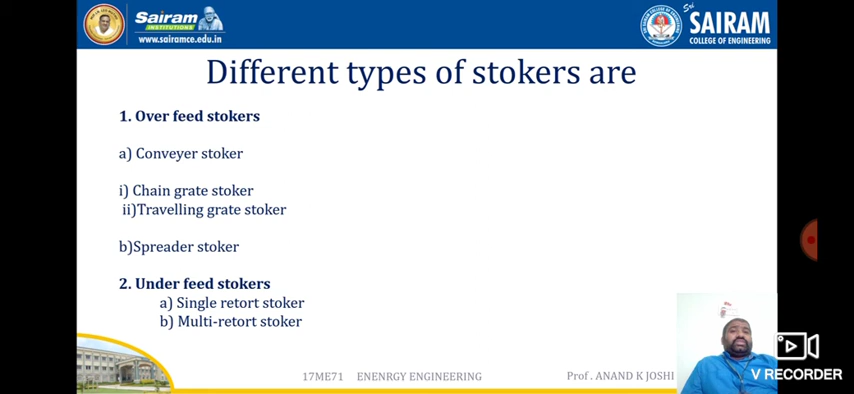 Sairam
INSTITUTIONS
www.sairamce.edu.in
Sri
SAIRAM
COLLEGE OF ENGINEERING
Different types of stokers are
1. Over feed stokers
a) Conveyer stoker
i) Chain grate stoker
ii)Travelling grate stoker
b)Spreader stoker
2. Under feed stokers
a) Single retort stoker
b) Multi-retort stoker
17ME71 ENENRGY ENGINEERING
Prof . ANAND K JOSHI
V RECORDER